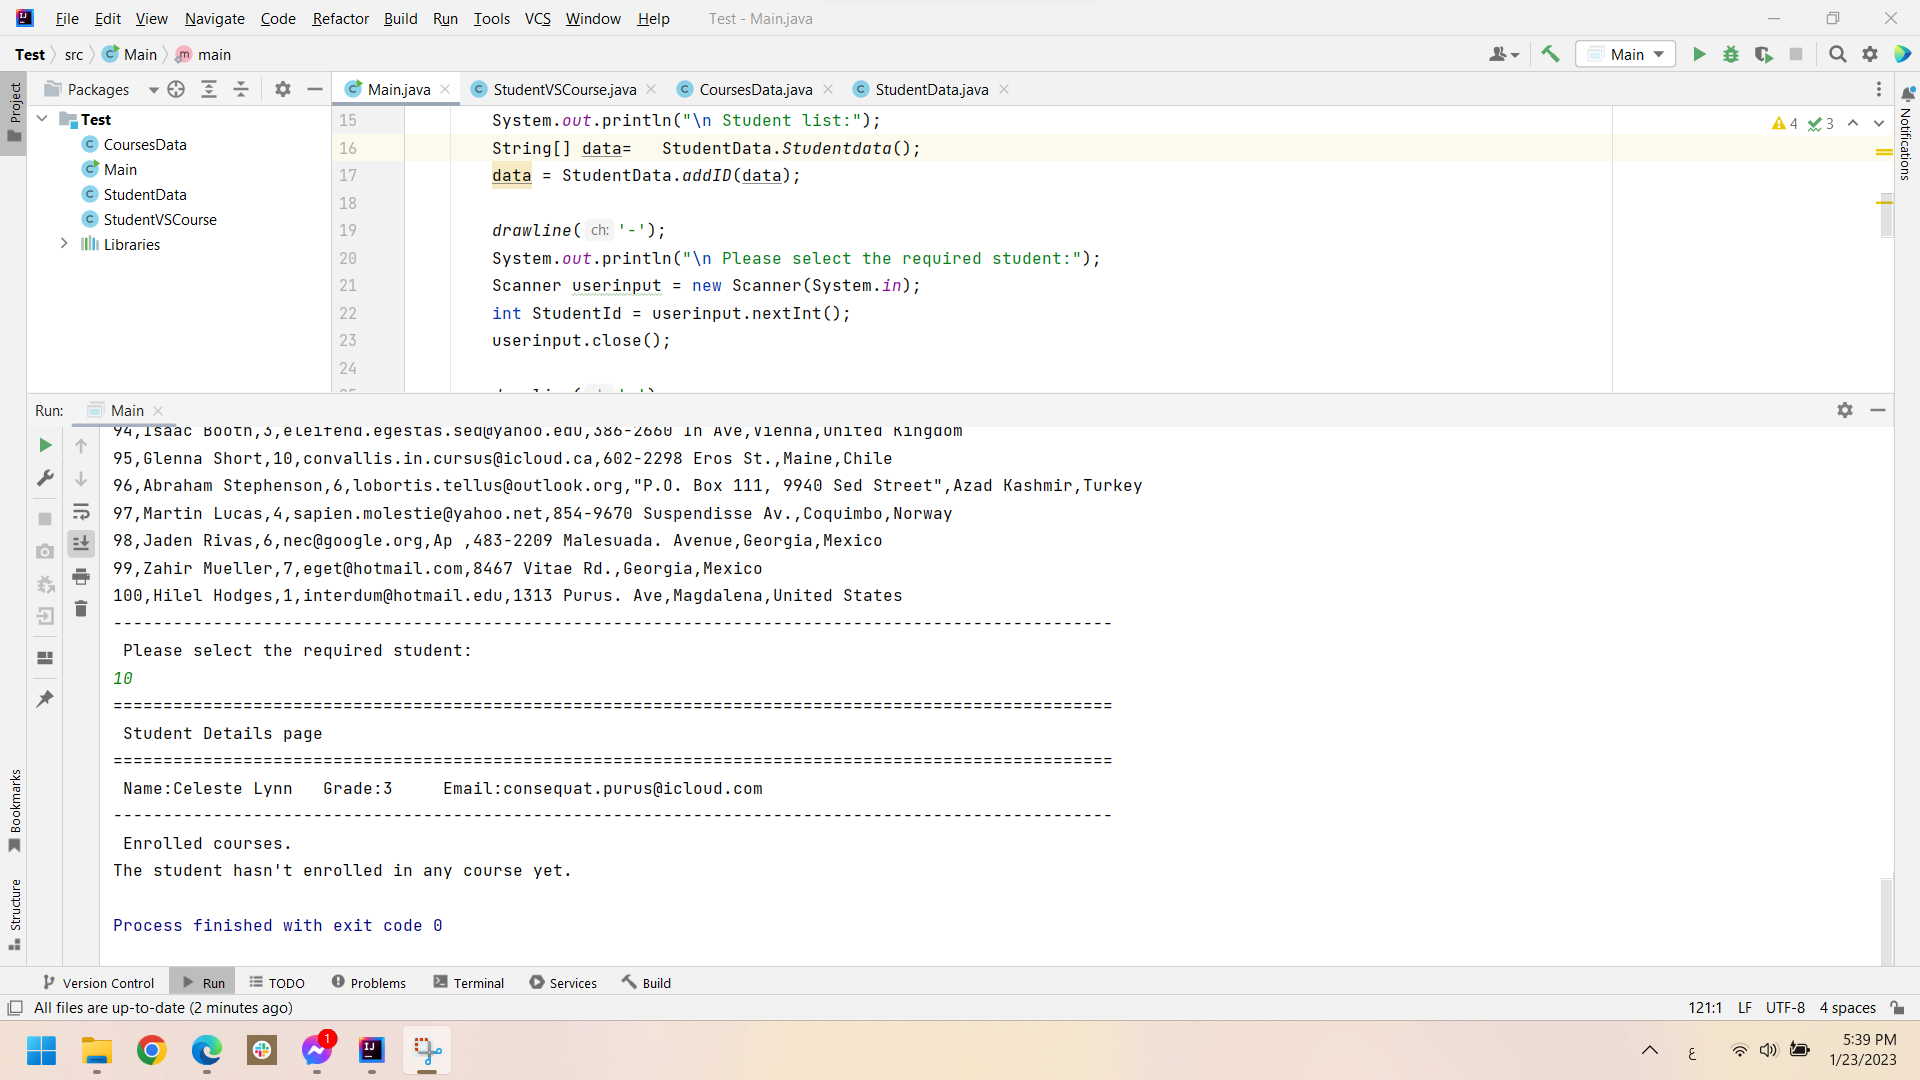 File Edit View Navigate Code Refactor Build Run Tools VCS Window Help Test - Main.java
Test src Main main
Main
Project
Packages
Main.java StudentVSCourse.java CoursesData.java StudentData.java
Notifications
Test
CoursesData
Main
StudentData
StudentVSCourse
Libraries
4 3
15 System.out.println("\n Student list:");
16 String[] data= StudentData.Studentdata();
17 data = StudentData.addID(data);
18
19 drawline( ch: '-');
20 System.out.println("\n Please select the required student:");
21 Scanner userinput = new Scanner(System.in);
22 int StudentId = userinput.nextInt();
23 userinput.close();
24
Run: Main
94,Isaac Booth,3,eleifend.egestas.sed@yahoo.edu,386-2660 In Ave,Vienna,United Kingdom
95,Glenna Short,10,convallis.in.cursus@icloud.ca,602-2298 Eros St.,Maine,Chile
96,Abraham Stephenson,6,lobortis.tellus@outlook.org,"P.O. Box 111, 9940 Sed Street",Azad Kashmir,Turkey
97,Martin Lucas,4,sapien.molestie@yahoo.net,854-9670 Suspendisse Av.,Coquimbo,Norway
98,Jaden Rivas,6,nec@google.org,Ap ,483-2209 Malesuada. Avenue,Georgia,Mexico
99,Zahir Mueller,7,eget@hotmail.com,8467 Vitae Rd.,Georgia,Mexico
100,Hilel Hodges,1,interdum@hotmail.edu,1313 Purus. Ave,Magdalena,United States
----------------------------------------------------------------------------------------------------
Please select the required student:
10
====================================================================================================
Student Details page
====================================================================================================
Name:Celeste Lynn Grade:3 Email:consequat.purus@icloud.com
----------------------------------------------------------------------------------------------------
Enrolled courses.
The student hasn't enrolled in any course yet.
Process finished with exit code 0
Bookmarks
Structure
Version Control Run TODO Problems Terminal Services Build
All files are up-to-date (2 minutes ago) 121:1 LF UTF-8 4 spaces
1
ع
5:39 PM
1/23/2023